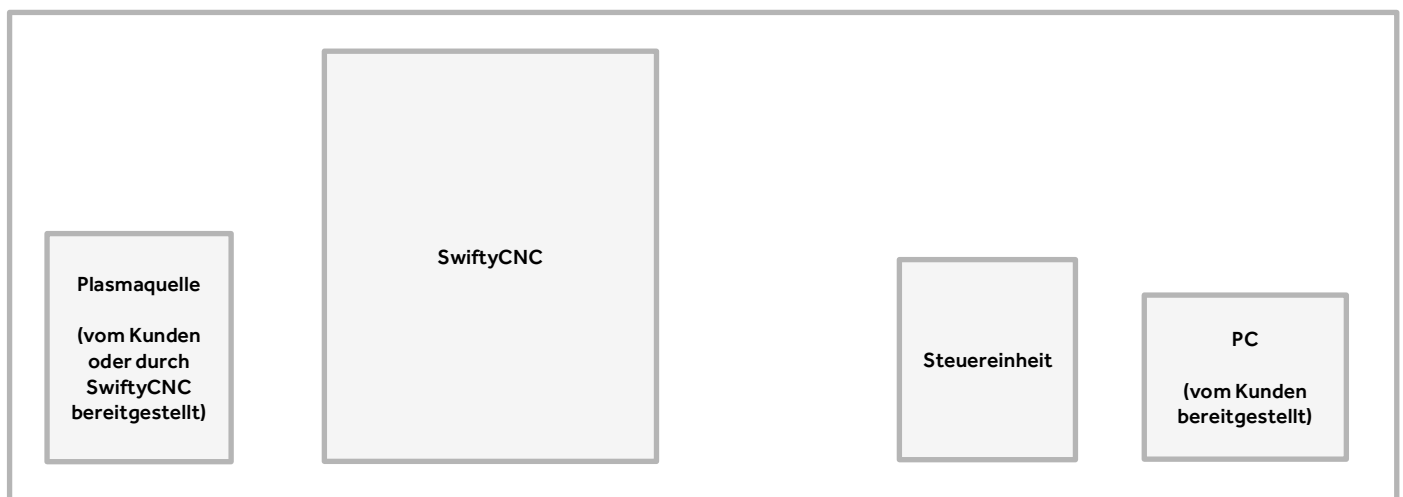 Plasmaquelle
(vom Kunden
oder durch
SwiftyCNC
bereitgestellt)
SwiftyCNC
Steuereinheit
PC
(vom Kunden
bereitgestellt)